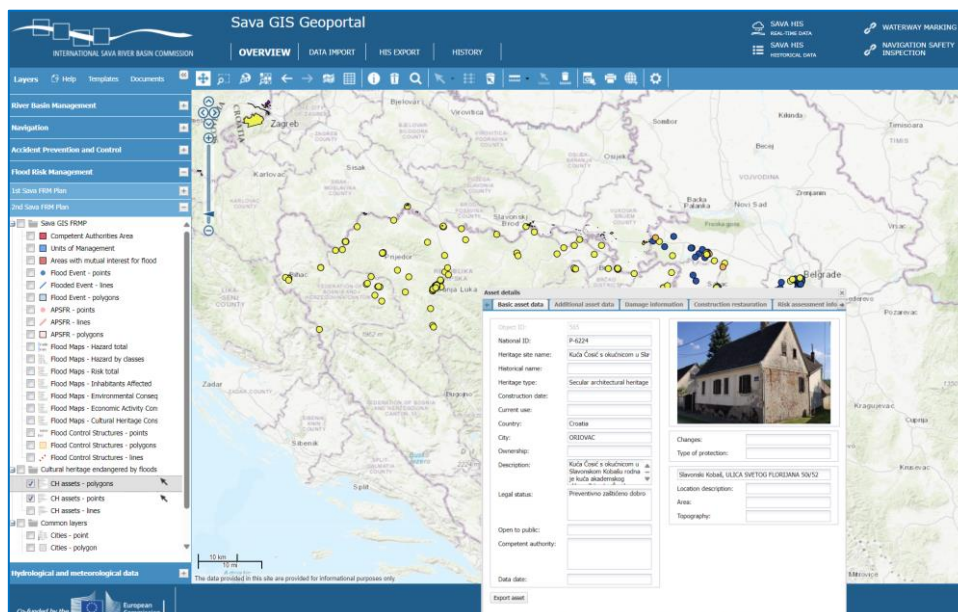 Sava GIS Geoportal
INTERNATIONAL SAVA RIVER BASIN COMMISSION
OVERVIEW
DATA IMPORT
HIS EXPORT
HISTORY
SAVA HIS
REAL-TIME DATA
SAVA HIS
HISTORICAL DATA
WATERWAY MARKING
NAVIGATION SAFETY
INSPECTION
Layers
Help
Templates
Documents
River Basin Management
Navigation
Accident Prevention and Control
Flood Risk Management
1st Sava FRM Plan
2nd Sava FRM Plan
Sava GIS FRMP
Competent Authorities Area
Units of Management
Areas with mutual interest for flood
Flood Event - points
Flooded Event - lines
Flood Event - polygons
APSFR - points
APSFR - lines
APSFR - polygons
Flood Maps - Hazard total
Flood Maps - Hazard by classes
Flood Maps - Risk total
Flood Maps - Inhabitants Affected
Flood Maps - Environmental Conseq
Flood Maps - Economic Activity Con
Flood Maps - Cultural Heritage Cons
Flood Control Structures - points
Flood Control Structures - polygons
Flood Control Structures - lines
Cultural heritage endangered by floods
CH assets - polygons
CH assets - points
CH assets - lines
Common layers
Cities - point
Cities - polygon
Hydrological and meteorological data
Co-funded by the
European
CROATIA
Zagreb
Bjelovar
Virovitica
Karlovac
Sisak
Osijek
Sombor
Kikinda
Timisoara
TIMIS
Becej
VOJVODINA
Zrenjanin
Backa
Palanka
Novi Sad
Vrsac
Slavonski
Brod
Prijedor
Bihac
Banja Luka
Belgrade
Pozarevac
Zadar
Bugojno
Sibenik
Split
Kragujevac
Krusevac
Mitrovice
10 km
10 mi
The data provided in this site are provided for informational purposes only.
Asset details
Basic asset data
Additional asset data
Damage information
Construction restauration
Risk assessment info
Object ID:
515
National ID:
P-6224
Heritage site name:
Kuća Ćosić s okućnicom u Slav
Historical name:
Heritage type:
Secular architectural heritage
Construction date:
Current use:
Country:
Croatia
City:
ORIOVAC
Ownership:
Description:
Kuća Ćosić s okućnicom u
Slavonskom Kobašu rodna
je kuća akademskog
Legal status:
Preventivno zaštićeno dobro
Open to public:
Competent authority:
Data date:
Export asset
Changes:
Type of protection:
Slavonski Kobaš, ULICA SVETOG FLORIJANA 50/52
Location description:
Area:
Topography: